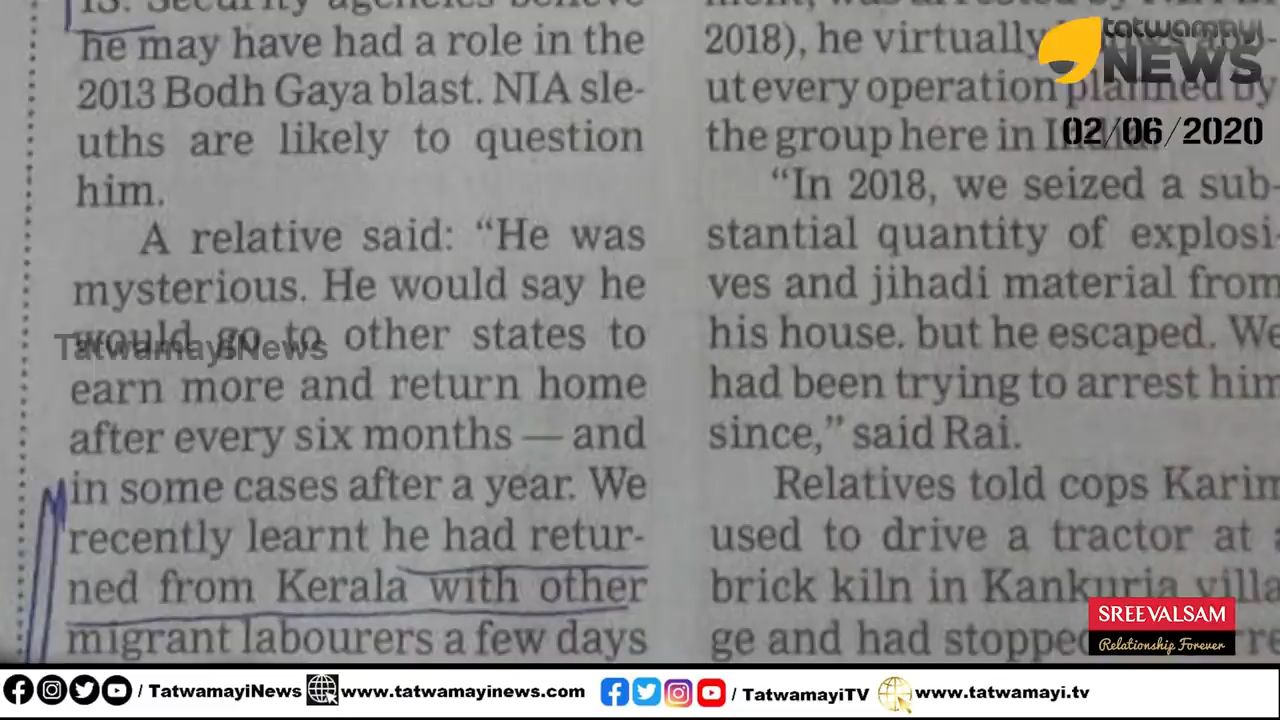 IS. Security agencies believe
he may have had a role in the
2013 Bodh Gaya blast. NIA sle-
uths are likely to question
him.
A relative said: “He was
mysterious. He would say he
would go to other states to
earn more and return home
after every six months — and
in some cases after a year. We
recently learnt he had retur-
ned from Kerala with other
migrant labourers a few days
2018), he virtually
ut every operation planned by
the group here in
“In 2018, we seized a sub-
stantial quantity of explosi-
ves and jihadi material from
his house. but he escaped. We
had been trying to arrest him
since,” said Rai.
Relatives told cops Karim
used to drive a tractor at
brick kiln in Kankuria villa
ge and had stopped
tatwamayi
NEWS
02/06/2020
TatwamayiNews
SREEVALSAM
Relationship Forever
/ TatwamayiNews www.tatwamayinews.com / TatwamayiTV www.tatwamayi.tv